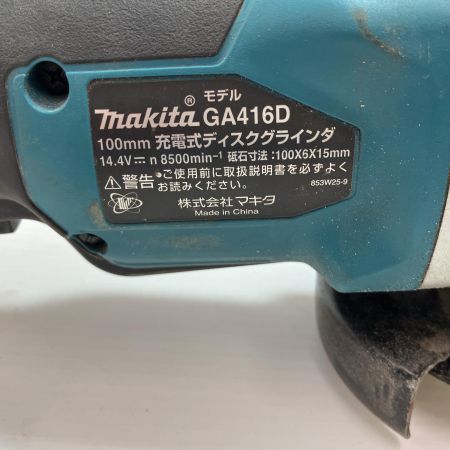 モデル
makita® GA416D
100mm 充電式ディスクグラインダ
14.4V⎓ n 8500min⁻¹ 砥石寸法:100X6X15mm
⚠警告・ご使用前に取扱説明書を必ずよく
お読みください。
853W25-9
株式会社 マキタ
Made in China